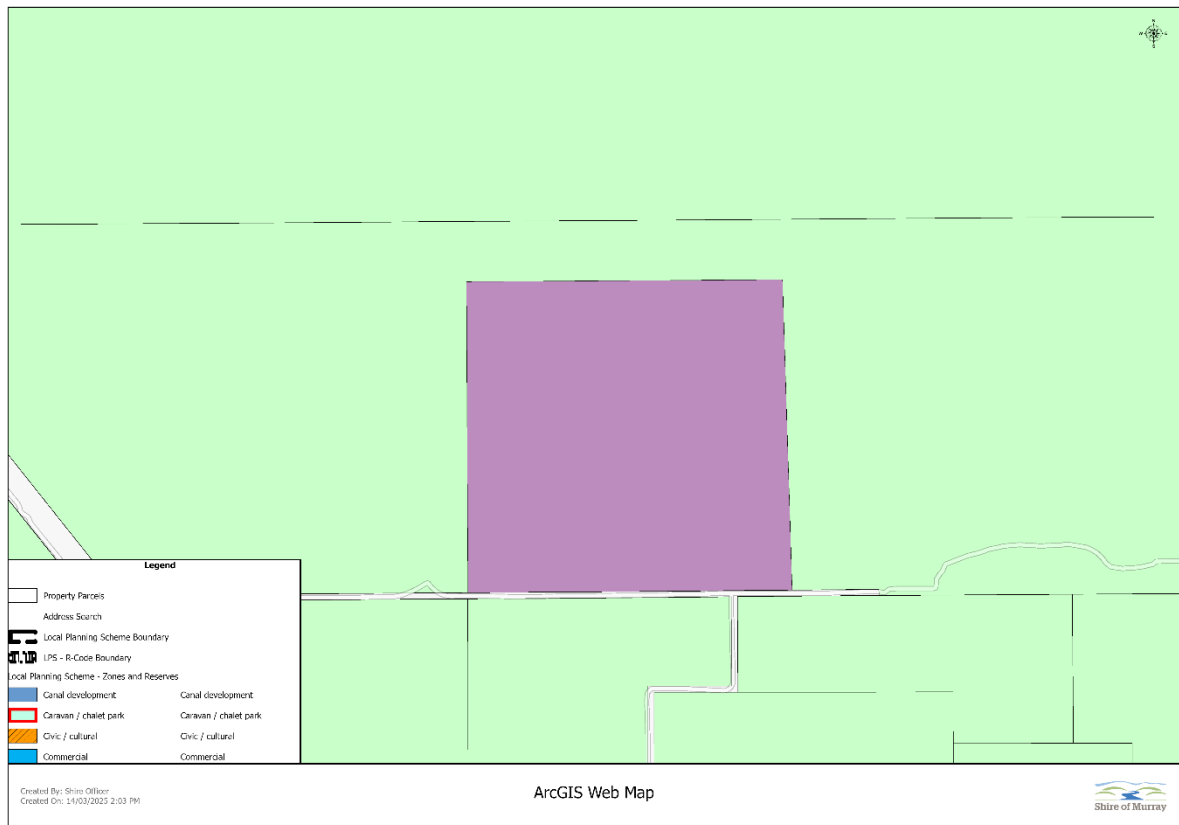 Legend
Property Parcels
Address Search
Local Planning Scheme Boundary
LPS - R-Code Boundary
Local Planning Scheme - Zones and Reserves
Canal development Canal development
Caravan / chalet park Caravan / chalet park
Civic / cultural Civic / cultural
Commercial Commercial
Created By: Shire Officer
Created On: 14/03/2025 2:03 PM
ArcGIS Web Map
Shire of Murray